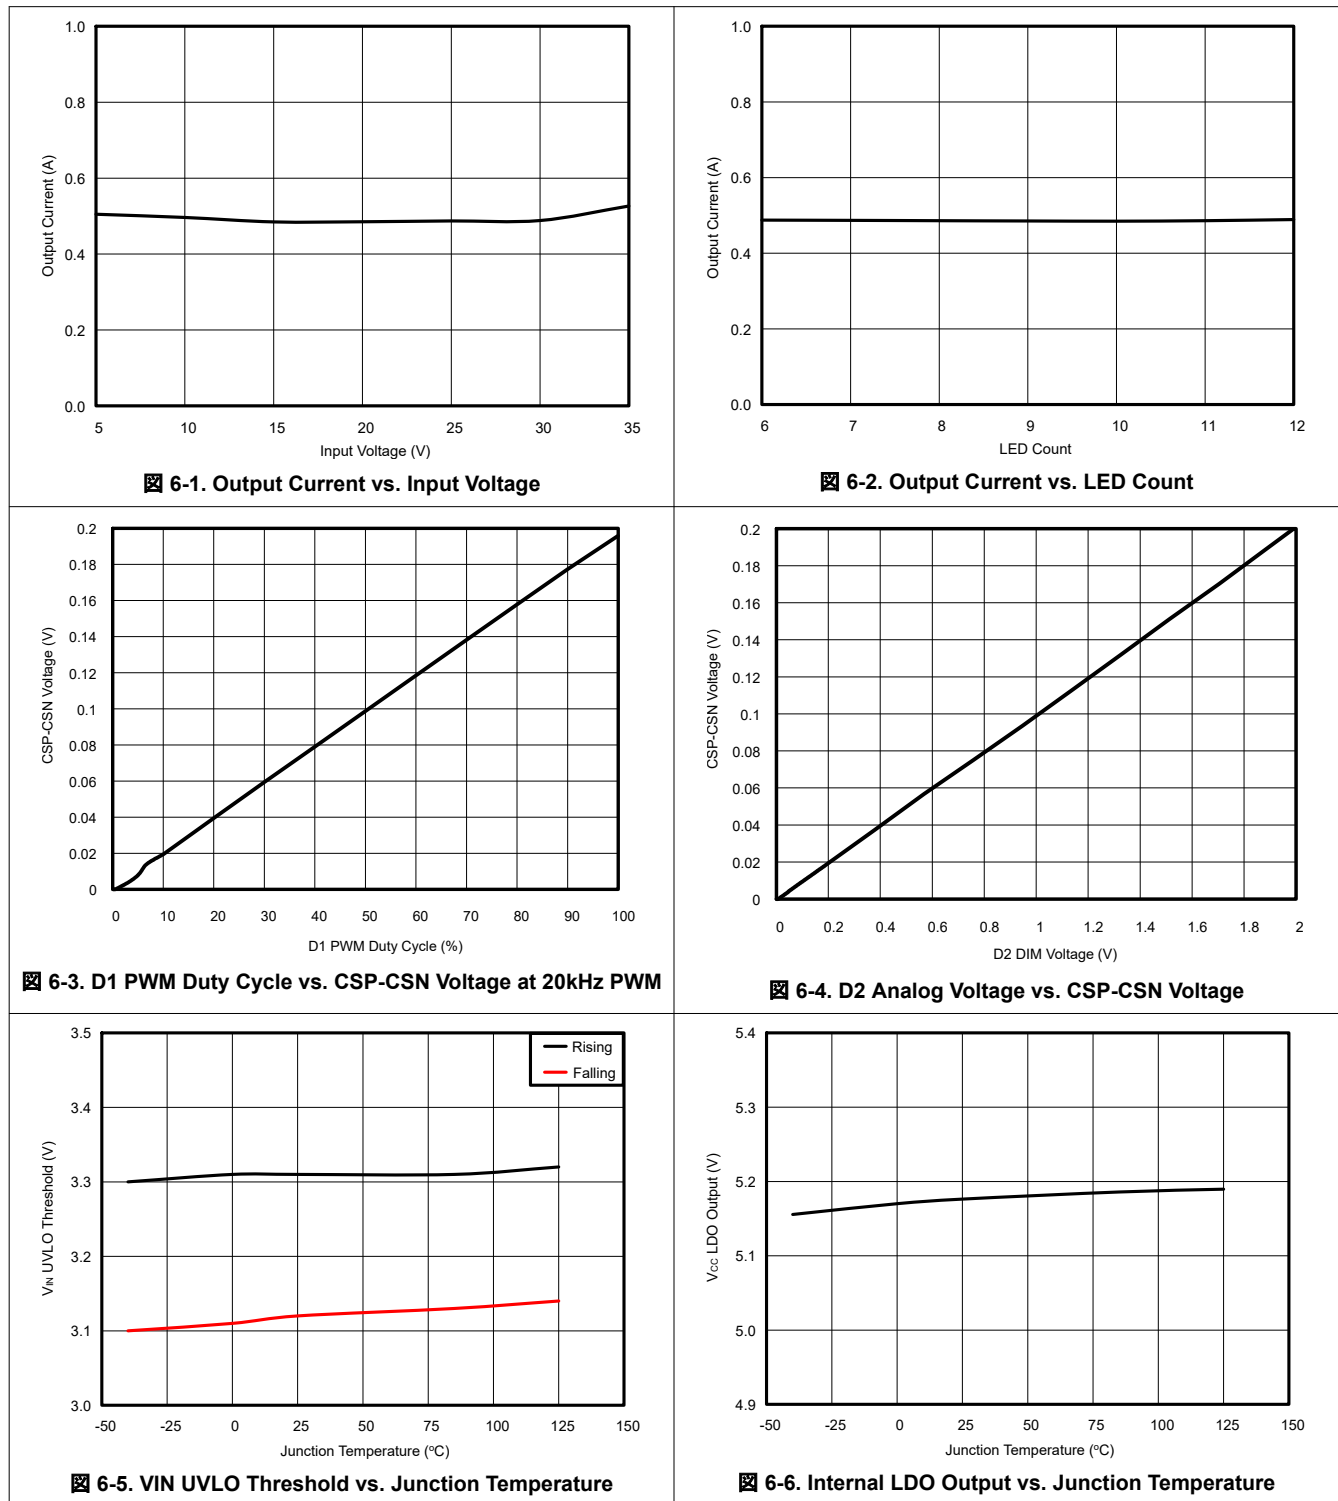 1.0
0.8
0.6
0.4
0.2
0.0
Output Current (A)
5 10 15 20 25 30 35
Input Voltage (V)
図 6-1. Output Current vs. Input Voltage
1.0
0.8
0.6
0.4
0.2
0.0
Output Current (A)
6 7 8 9 10 11 12
LED Count
図 6-2. Output Current vs. LED Count
0.2
0.18
0.16
0.14
0.12
0.1
0.08
0.06
0.04
0.02
0
CSP-CSN Voltage (V)
0 10 20 30 40 50 60 70 80 90 100
D1 PWM Duty Cycle (%)
図 6-3. D1 PWM Duty Cycle vs. CSP-CSN Voltage at 20kHz PWM
0.2
0.18
0.16
0.14
0.12
0.1
0.08
0.06
0.04
0.02
0
CSP-CSN Voltage (V)
0 0.2 0.4 0.6 0.8 1 1.2 1.4 1.6 1.8 2
D2 DIM Voltage (V)
図 6-4. D2 Analog Voltage vs. CSP-CSN Voltage
3.5
3.4
3.3
3.2
3.1
3.0
VIN UVLO Threshold (V)
Rising
Falling
-50 -25 0 25 50 75 100 125 150
Junction Temperature (°C)
図 6-5. VIN UVLO Threshold vs. Junction Temperature
5.4
5.3
5.2
5.1
5.0
4.9
VCC LDO Output (V)
-50 -25 0 25 50 75 100 125 150
Junction Temperature (°C)
図 6-6. Internal LDO Output vs. Junction Temperature